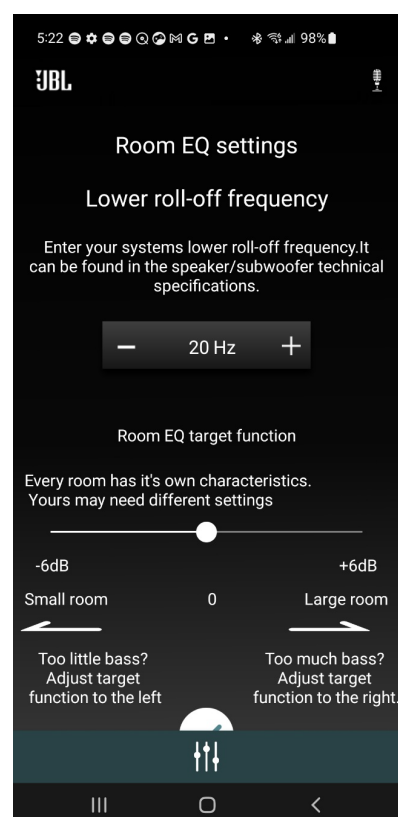 5:22
98%
JBL
Room EQ settings
Lower roll-off frequency
Enter your systems lower roll-off frequency.It
can be found in the speaker/subwoofer technical
specifications.
20 Hz
Room EQ target function
Every room has it's own characteristics.
Yours may need different settings
-6dB
+6dB
Small room
0
Large room
Too little bass?
Adjust target
function to the left
Too much bass?
Adjust target
function to the right.